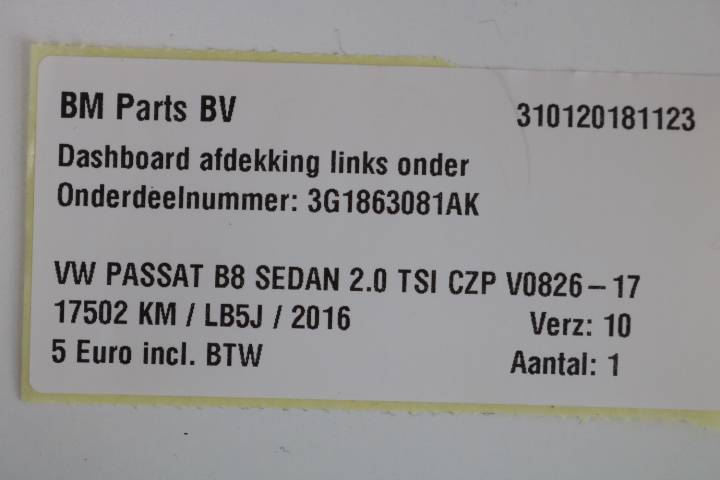 BM Parts BV 310120181123
Dashboard afdekking links onder
Onderdeelnummer: 3G1863081AK
VW PASSAT B8 SEDAN 2.0 TSI CZP V0826-17
17502 KM / LB5J / 2016 Verz: 10
5 Euro incl. BTW Aantal: 1